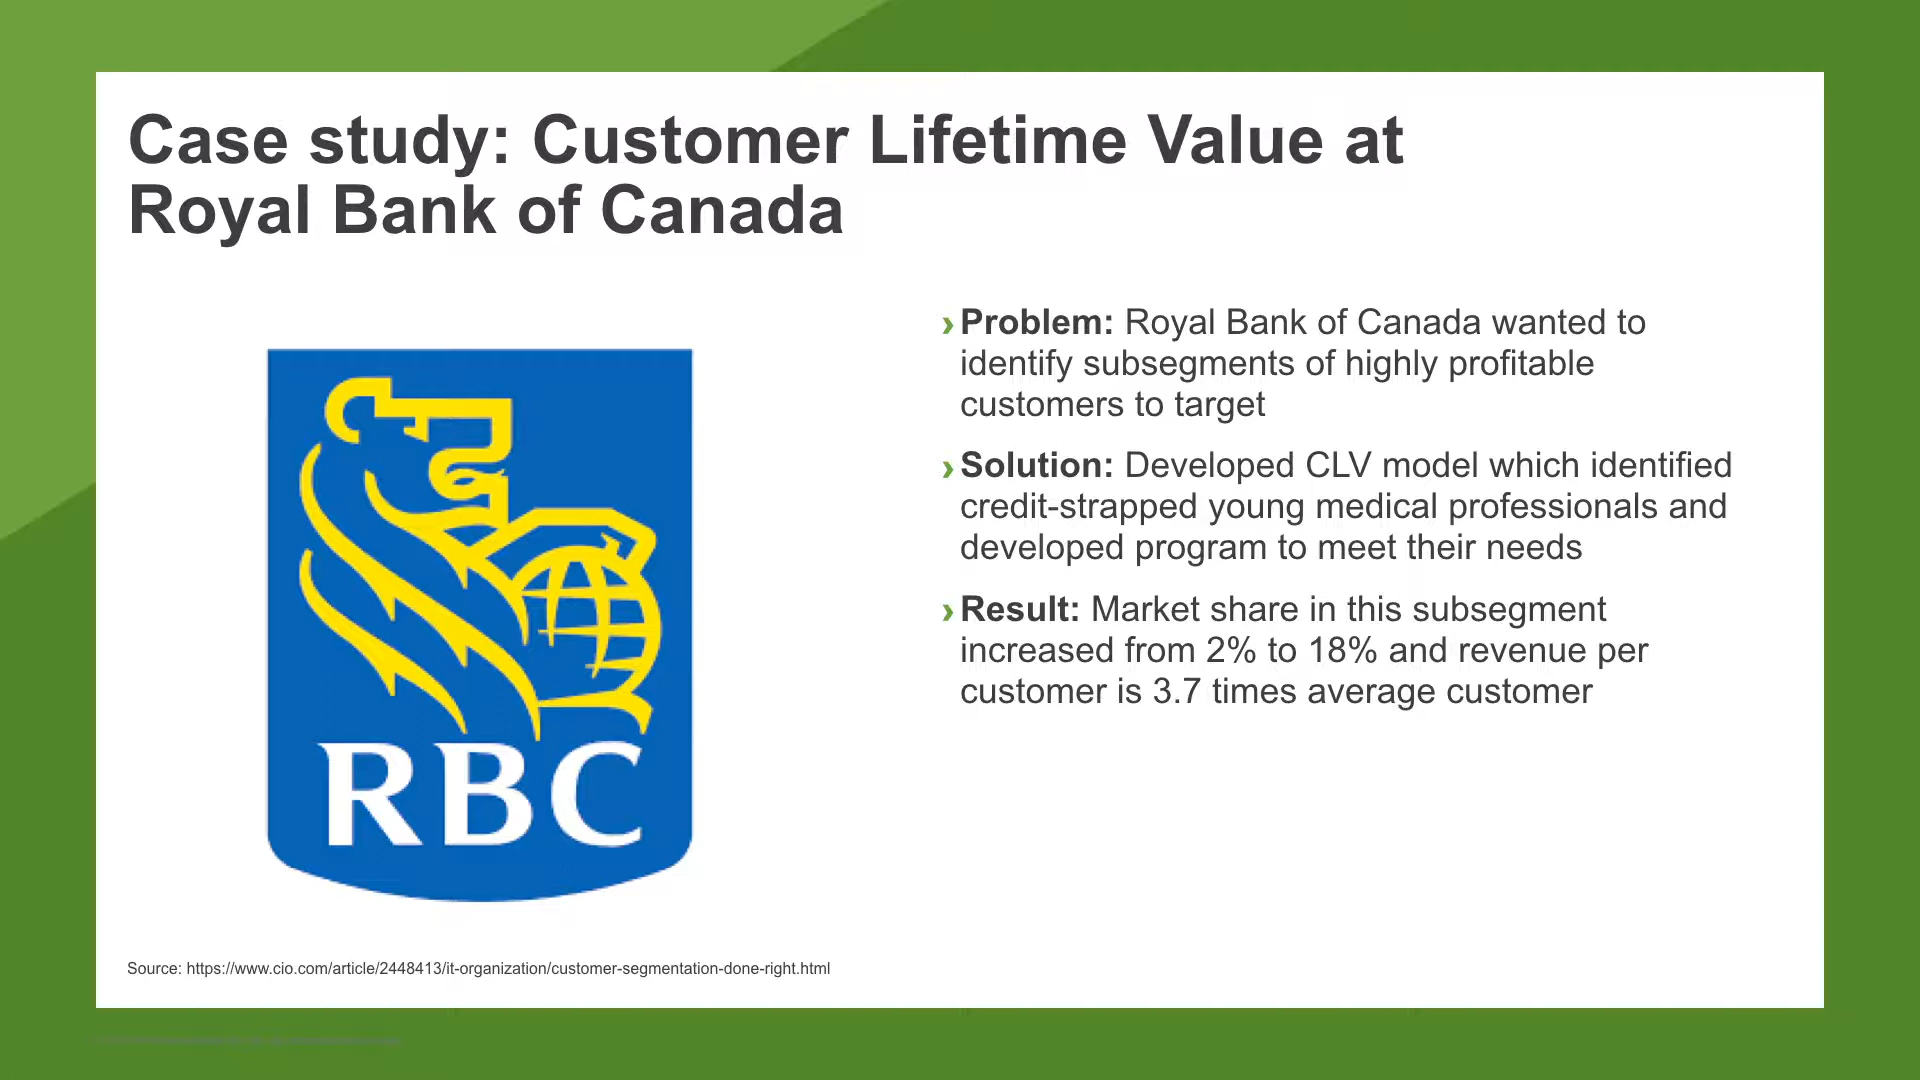 Case study: Customer Lifetime Value at
Royal Bank of Canada
RBC
› Problem: Royal Bank of Canada wanted to
identify subsegments of highly profitable
customers to target
› Solution: Developed CLV model which identified
credit-strapped young medical professionals and
developed program to meet their needs
› Result: Market share in this subsegment
increased from 2% to 18% and revenue per
customer is 3.7 times average customer
Source: https://www.cio.com/article/2448413/it-organization/customer-segmentation-done-right.html